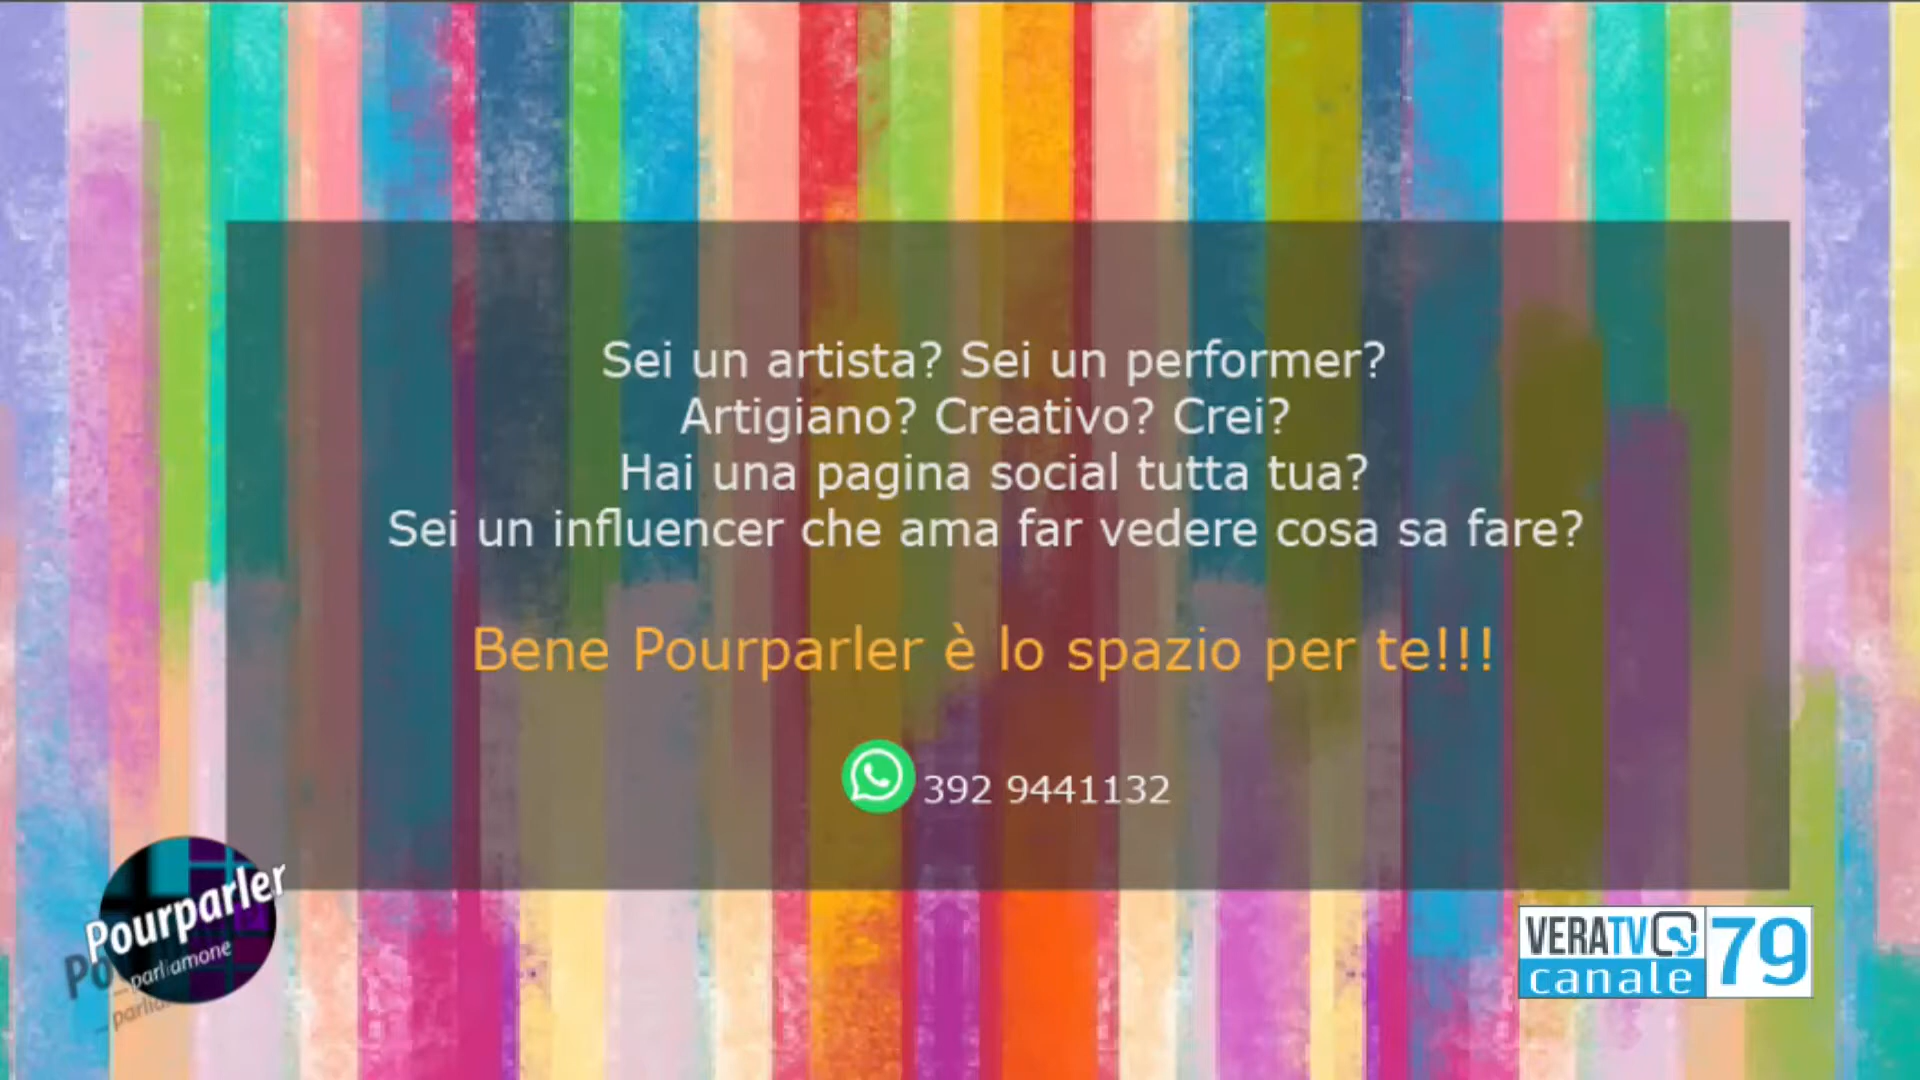 Sei un artista? Sei un performer?
Artigiano? Creativo? Crei?
Hai una pagina social tutta tua?
Sei un influencer che ama far vedere cosa sa fare?
Bene Pourparler è lo spazio per te!!!
392 9441132
Pourparler
...parliamone
VERATV
canale
79